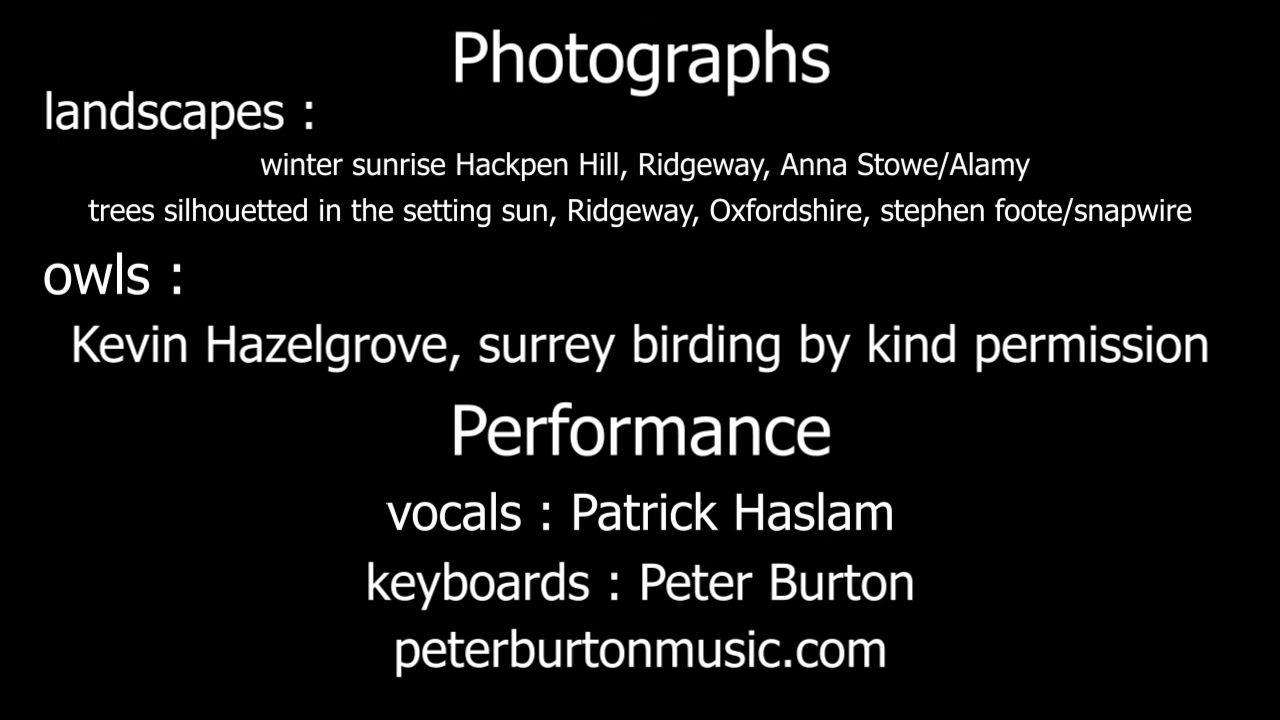 Photographs
landscapes :
winter sunrise Hackpen Hill, Ridgeway, Anna Stowe/Alamy
trees silhouetted in the setting sun, Ridgeway, Oxfordshire, stephen foote/snapwire
owls :
Kevin Hazelgrove, surrey birding by kind permission
Performance
vocals : Patrick Haslam
keyboards : Peter Burton
peterburtonmusic.com